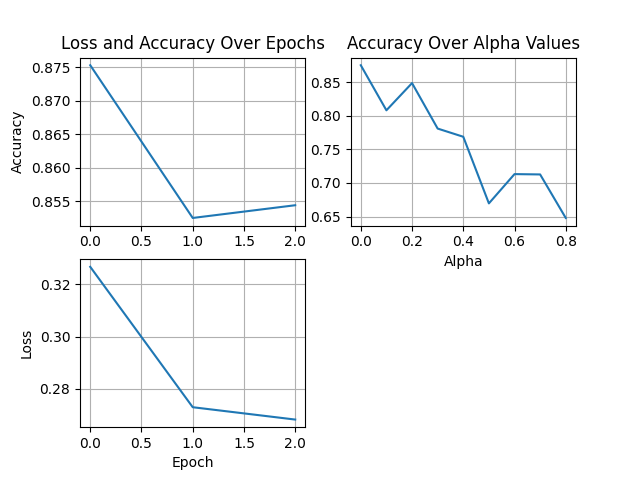 Loss and Accuracy Over Epochs
0.875
0.870
0.865
0.860
0.855
Accuracy
0.0 0.5 1.0 1.5 2.0
Accuracy Over Alpha Values
0.85
0.80
0.75
0.70
0.65
0.0 0.2 0.4 0.6 0.8
Alpha
0.32
0.30
0.28
Loss
0.0 0.5 1.0 1.5 2.0
Epoch